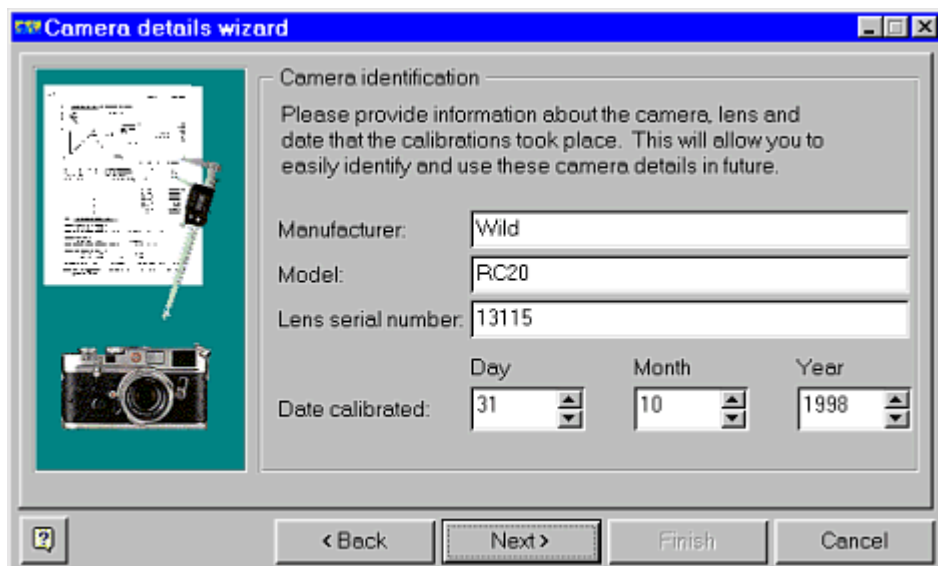 Camera details wizard
Camera identification
Please provide information about the camera, lens and
date that the calibrations took place. This will allow you to
easily identify and use these camera details in future.
Manufacturer: Wild
Model: RC20
Lens serial number: 13115
Day Month Year
Date calibrated: 31 10 1998
< Back Next > Finish Cancel